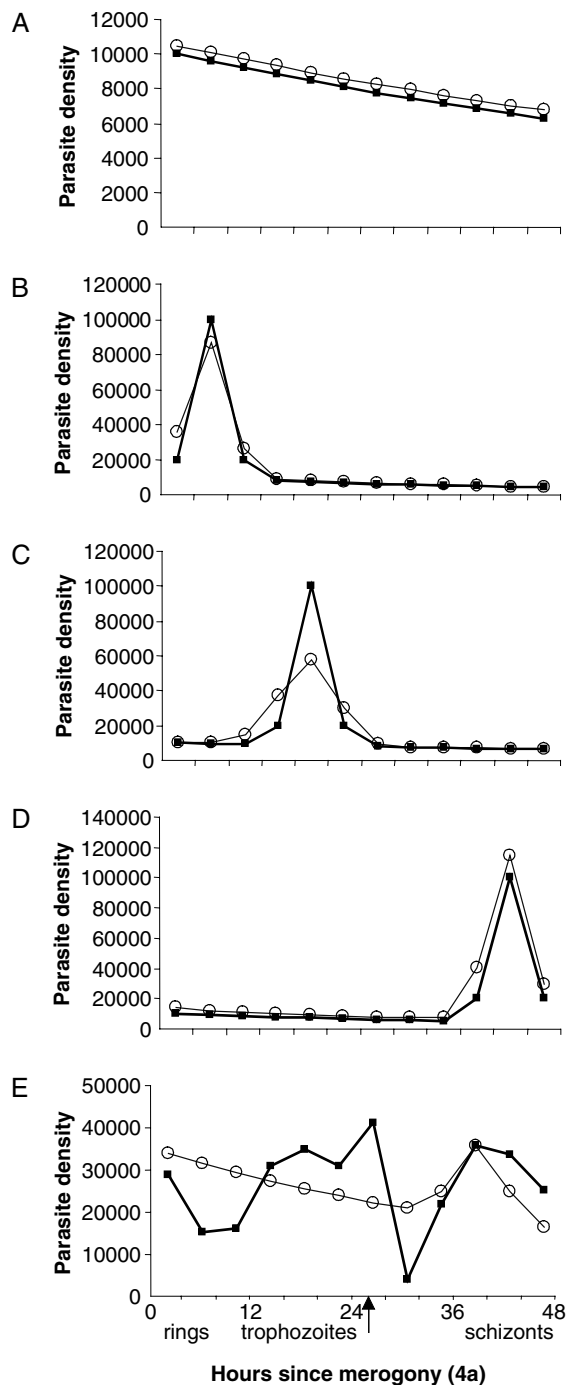 A
Parasite density
12000
10000
8000
6000
4000
2000
0
B
Parasite density
120000
100000
80000
60000
40000
20000
0
C
Parasite density
120000
100000
80000
60000
40000
20000
0
D
Parasite density
140000
120000
100000
80000
60000
40000
20000
0
E
Parasite density
50000
40000
30000
20000
10000
0
0 12 24 36 48
rings trophozoites schizonts
Hours since merogony (4a)